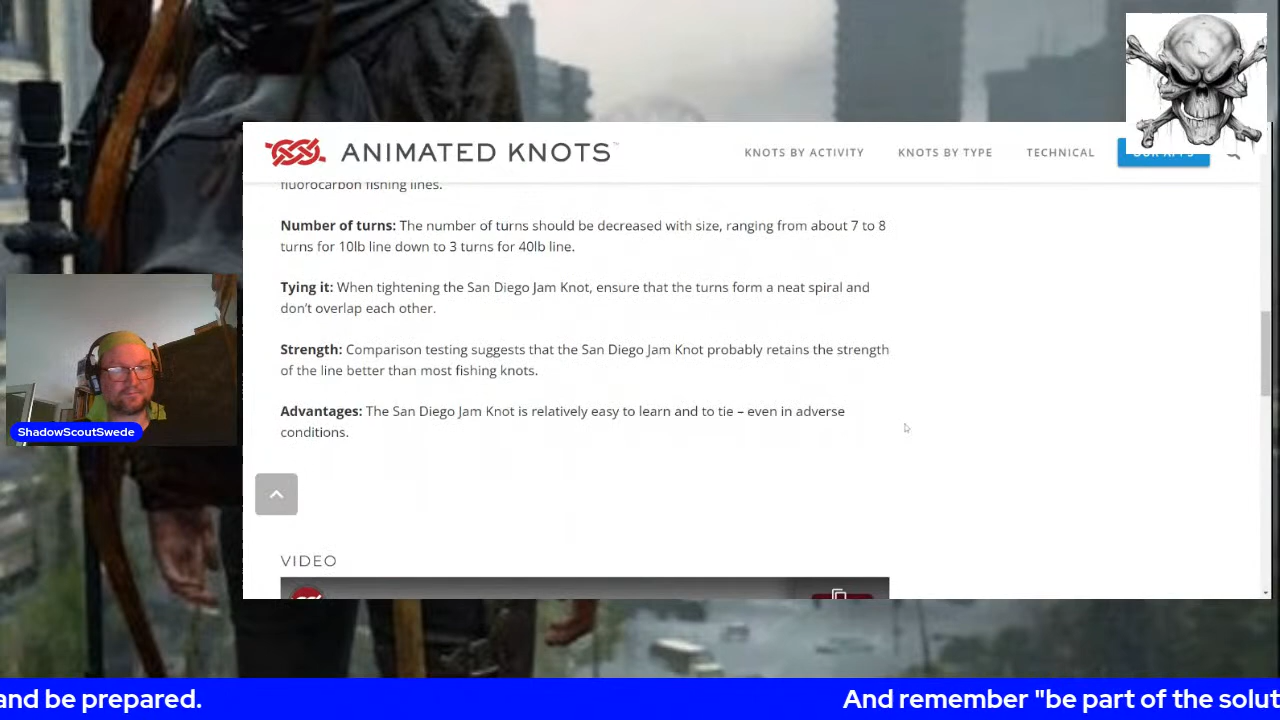 ANIMATED KNOTS™
KNOTS BY ACTIVITY
KNOTS BY TYPE
TECHNICAL
fluorocarbon fishing lines.
Number of turns: The number of turns should be decreased with size, ranging from about 7 to 8
turns for 10lb line down to 3 turns for 40lb line.
Tying it: When tightening the San Diego Jam Knot, ensure that the turns form a neat spiral and
don’t overlap each other.
Strength: Comparison testing suggests that the San Diego Jam Knot probably retains the strength
of the line better than most fishing knots.
Advantages: The San Diego Jam Knot is relatively easy to learn and to tie – even in adverse
conditions.
ShadowScoutSwede
VIDEO
and be prepared.
And remember "be part of the solut